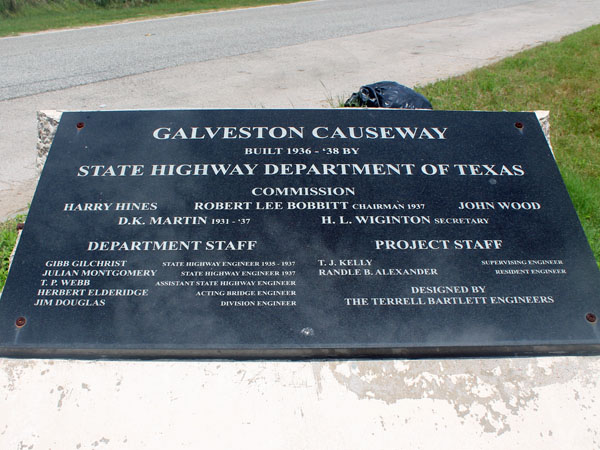 GALVESTON CAUSEWAY
BUILT 1936 - '38 BY
STATE HIGHWAY DEPARTMENT OF TEXAS
COMMISSION
HARRY HINES ROBERT LEE BOBBITT CHAIRMAN 1937 JOHN WOOD
D.K. MARTIN 1931 - '37 H. L. WIGINTON SECRETARY
DEPARTMENT STAFF
GIBB GILCHRIST STATE HIGHWAY ENGINEER 1935 - 1937
JULIAN MONTGOMERY STATE HIGHWAY ENGINEER 1937
T. P. WEBB ASSISTANT STATE HIGHWAY ENGINEER
HERBERT ELDERIDGE ACTING BRIDGE ENGINEER
JIM DOUGLAS DIVISION ENGINEER
PROJECT STAFF
T. J. KELLY SUPERVISING ENGINEER
RANDLE B. ALEXANDER RESIDENT ENGINEER
DESIGNED BY
THE TERRELL BARTLETT ENGINEERS